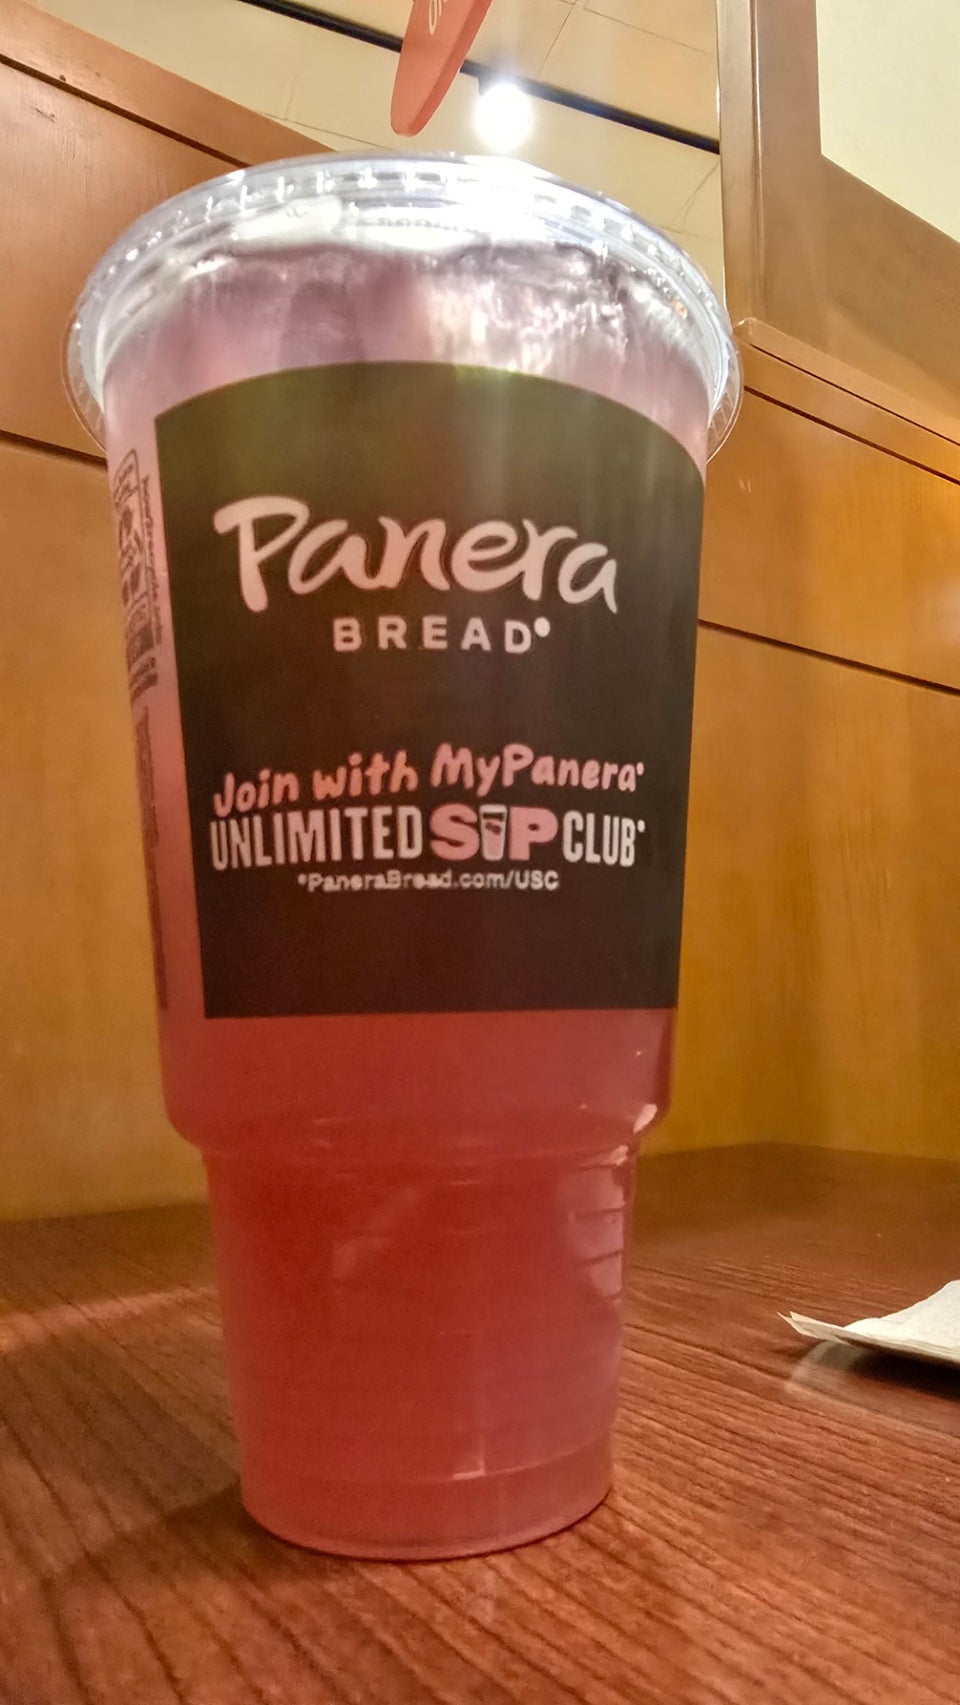 Panera
BREAD®
Join with MyPanera®
UNLIMITED SIP CLUB®
*PaneraBread.com/USC